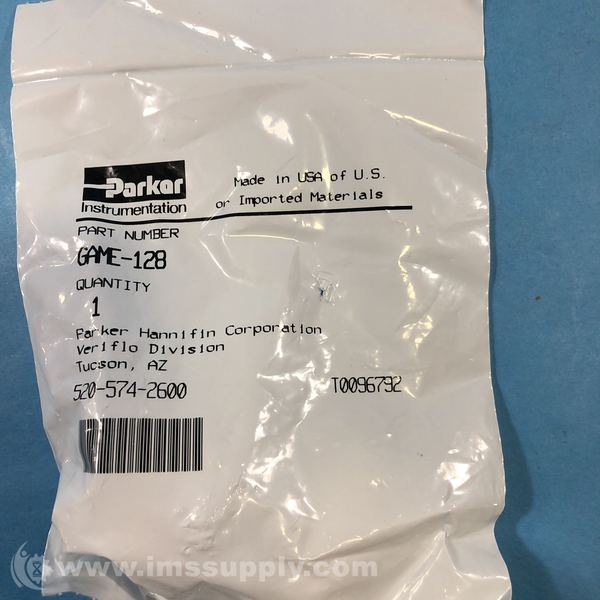 Parker
Instrumentation
Made in USA of U.S.
or Imported Materials
PART NUMBER
GAME-128
QUANTITY
1
Parker Hannifin Corporation
Veriflo Division
Tucson, AZ
520-574-2600
T0096792
www.imssupply.com